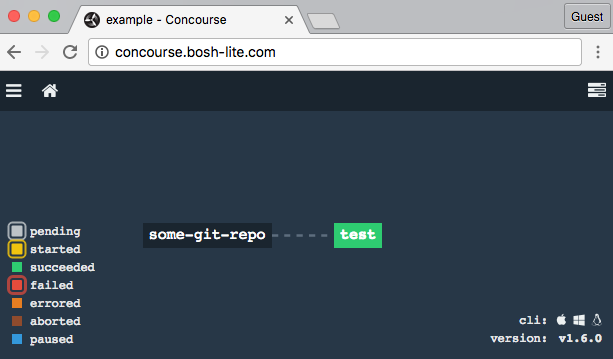 example - Concourse
Guest
concourse.bosh-lite.com
pending
started
succeeded
failed
errored
aborted
paused
some-git-repo
test
cli:
version: v1.6.0